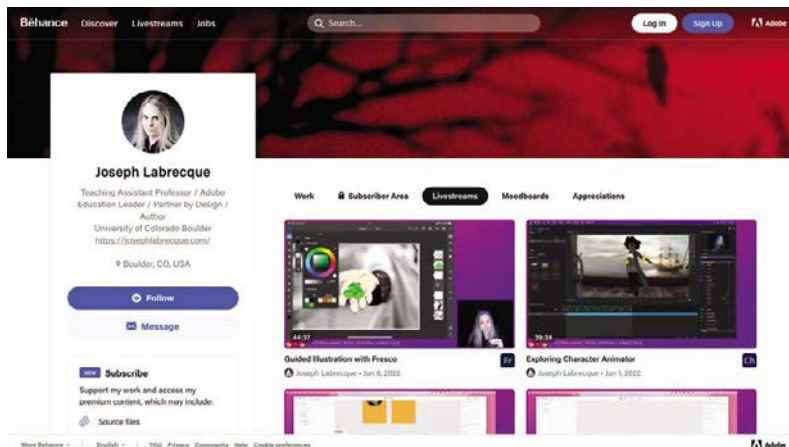 Bēhance Discover Livestreams Jobs Search... Log In Sign Up Adobe
Joseph Labrecque
Teaching Assistant Professor / Adobe
Education Leader / Partner by Design /
Author
University of Colorado Boulder
https://josephlabrecque.com/
Boulder, CO, USA
Follow
Message
NEW Subscribe
Support my work and access my
premium content, which may include:
Source files
Work Subscriber Area Livestreams Moodboards Appreciations
44:37
Guided Illustration with Fresco Fr
Joseph Labrecque • Jun 8, 2022
39:34
Exploring Character Animator Ch
Joseph Labrecque • Jun 1, 2022
More Behance English TOU Privacy Community Help Cookie preferences Adobe